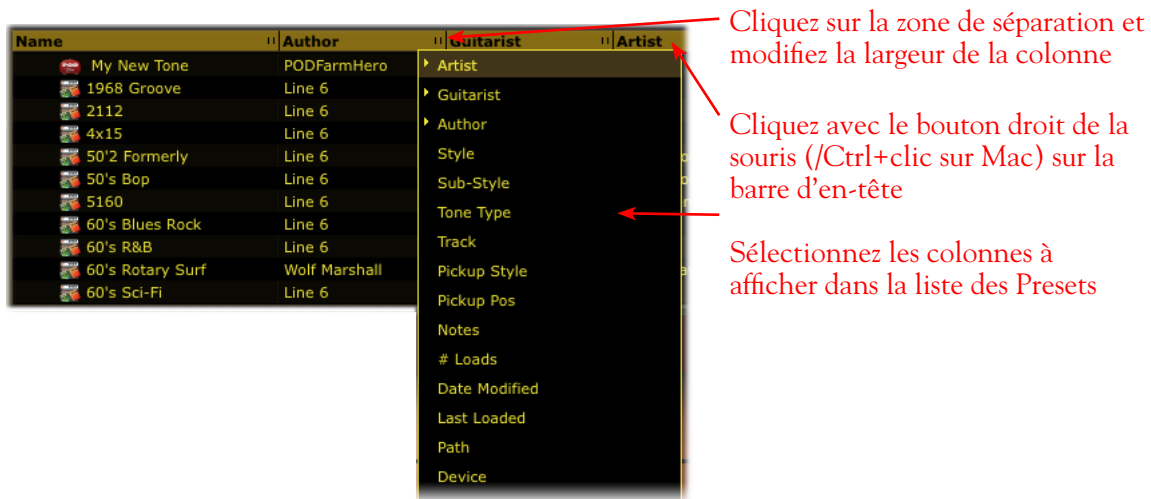 Name Author Guitarist Artist
My New Tone PODFarmHero
1968 Groove Line 6
2112 Line 6
4x15 Line 6
50'2 Formerly Line 6
50's Bop Line 6
5160 Line 6
60's Blues Rock Line 6
60's R&B Line 6
60's Rotary Surf Wolf Marshall
60's Sci-Fi Line 6
Artist
Guitarist
Author
Style
Sub-Style
Tone Type
Track
Pickup Style
Pickup Pos
Notes
# Loads
Date Modified
Last Loaded
Path
Device
Cliquez sur la zone de séparation et
modifiez la largeur de la colonne
Cliquez avec le bouton droit de la
souris (/Ctrl+clic sur Mac) sur la
barre d'en-tête
Sélectionnez les colonnes à
afficher dans la liste des Presets